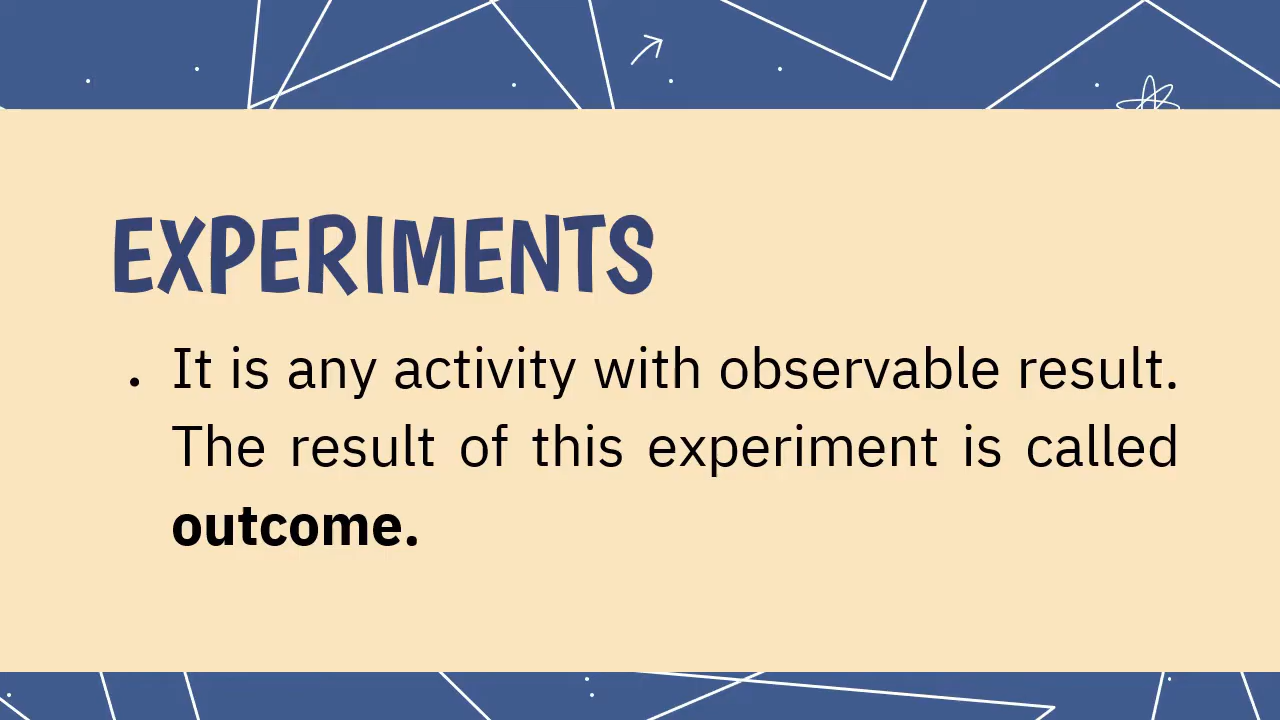 EXPERIMENTS
• It is any activity with observable result.
The result of this experiment is called
outcome.